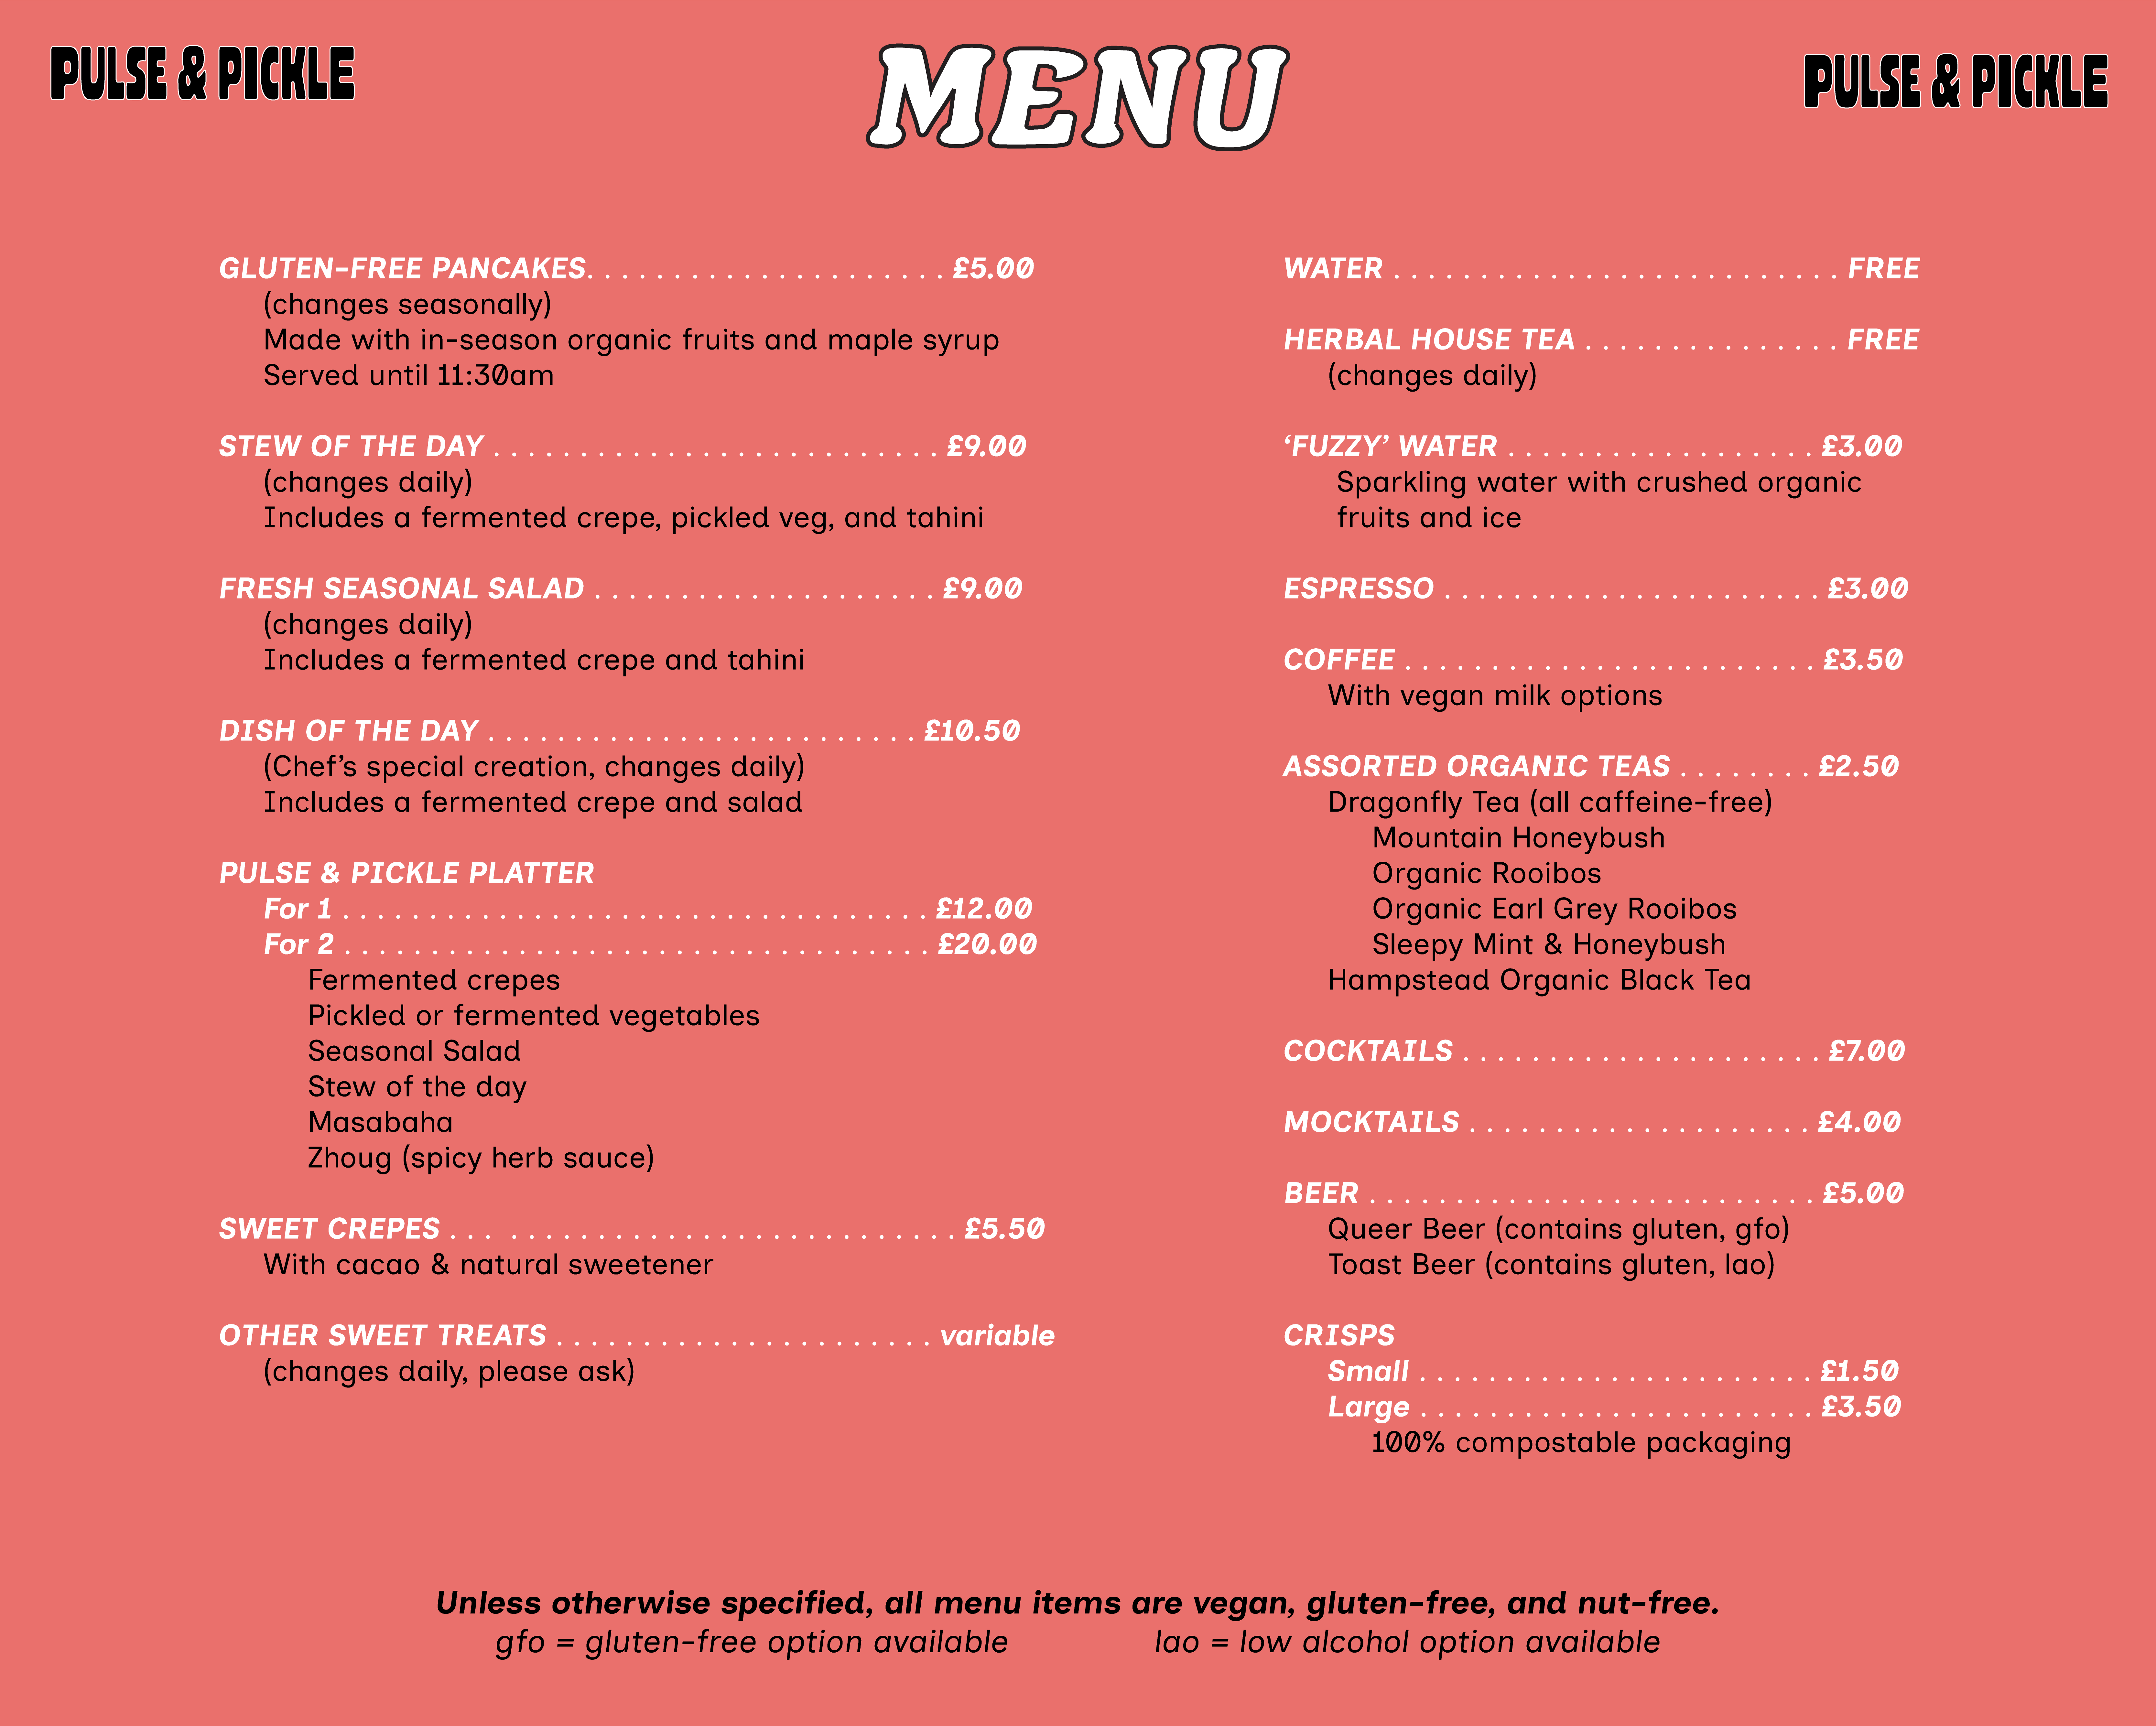 PULSE & PICKLE
MENU
PULSE & PICKLE
GLUTEN-FREE PANCAKES. . . . . . . . . . . . . . . . . . . . . £5.00
(changes seasonally)
Made with in-season organic fruits and maple syrup
Served until 11:30am
STEW OF THE DAY . . . . . . . . . . . . . . . . . . . . . . . . . . £9.00
(changes daily)
Includes a fermented crepe, pickled veg, and tahini
FRESH SEASONAL SALAD . . . . . . . . . . . . . . . . . . . . £9.00
(changes daily)
Includes a fermented crepe and tahini
DISH OF THE DAY . . . . . . . . . . . . . . . . . . . . . . . . . £10.50
(Chef’s special creation, changes daily)
Includes a fermented crepe and salad
PULSE & PICKLE PLATTER
For 1 . . . . . . . . . . . . . . . . . . . . . . . . . . . . . . . . . . £12.00
For 2 . . . . . . . . . . . . . . . . . . . . . . . . . . . . . . . . . . £20.00
Fermented crepes
Pickled or fermented vegetables
Seasonal Salad
Stew of the day
Masabaha
Zhoug (spicy herb sauce)
SWEET CREPES . . . . . . . . . . . . . . . . . . . . . . . . . . . . . £5.50
With cacao & natural sweetener
OTHER SWEET TREATS . . . . . . . . . . . . . . . . . . . . . . variable
(changes daily, please ask)
WATER . . . . . . . . . . . . . . . . . . . . . . . . . . FREE
HERBAL HOUSE TEA . . . . . . . . . . . . . . . FREE
(changes daily)
‘FUZZY’ WATER . . . . . . . . . . . . . . . . . . £3.00
Sparkling water with crushed organic
fruits and ice
ESPRESSO . . . . . . . . . . . . . . . . . . . . . . £3.00
COFFEE . . . . . . . . . . . . . . . . . . . . . . . . £3.50
With vegan milk options
ASSORTED ORGANIC TEAS . . . . . . . . £2.50
Dragonfly Tea (all caffeine-free)
Mountain Honeybush
Organic Rooibos
Organic Earl Grey Rooibos
Sleepy Mint & Honeybush
Hampstead Organic Black Tea
COCKTAILS . . . . . . . . . . . . . . . . . . . . . £7.00
MOCKTAILS . . . . . . . . . . . . . . . . . . . . £4.00
BEER . . . . . . . . . . . . . . . . . . . . . . . . . . £5.00
Queer Beer (contains gluten, gfo)
Toast Beer (contains gluten, lao)
CRISPS
Small . . . . . . . . . . . . . . . . . . . . . . . £1.50
Large . . . . . . . . . . . . . . . . . . . . . . . £3.50
100% compostable packaging
Unless otherwise specified, all menu items are vegan, gluten-free, and nut-free.
gfo = gluten-free option available lao = low alcohol option available